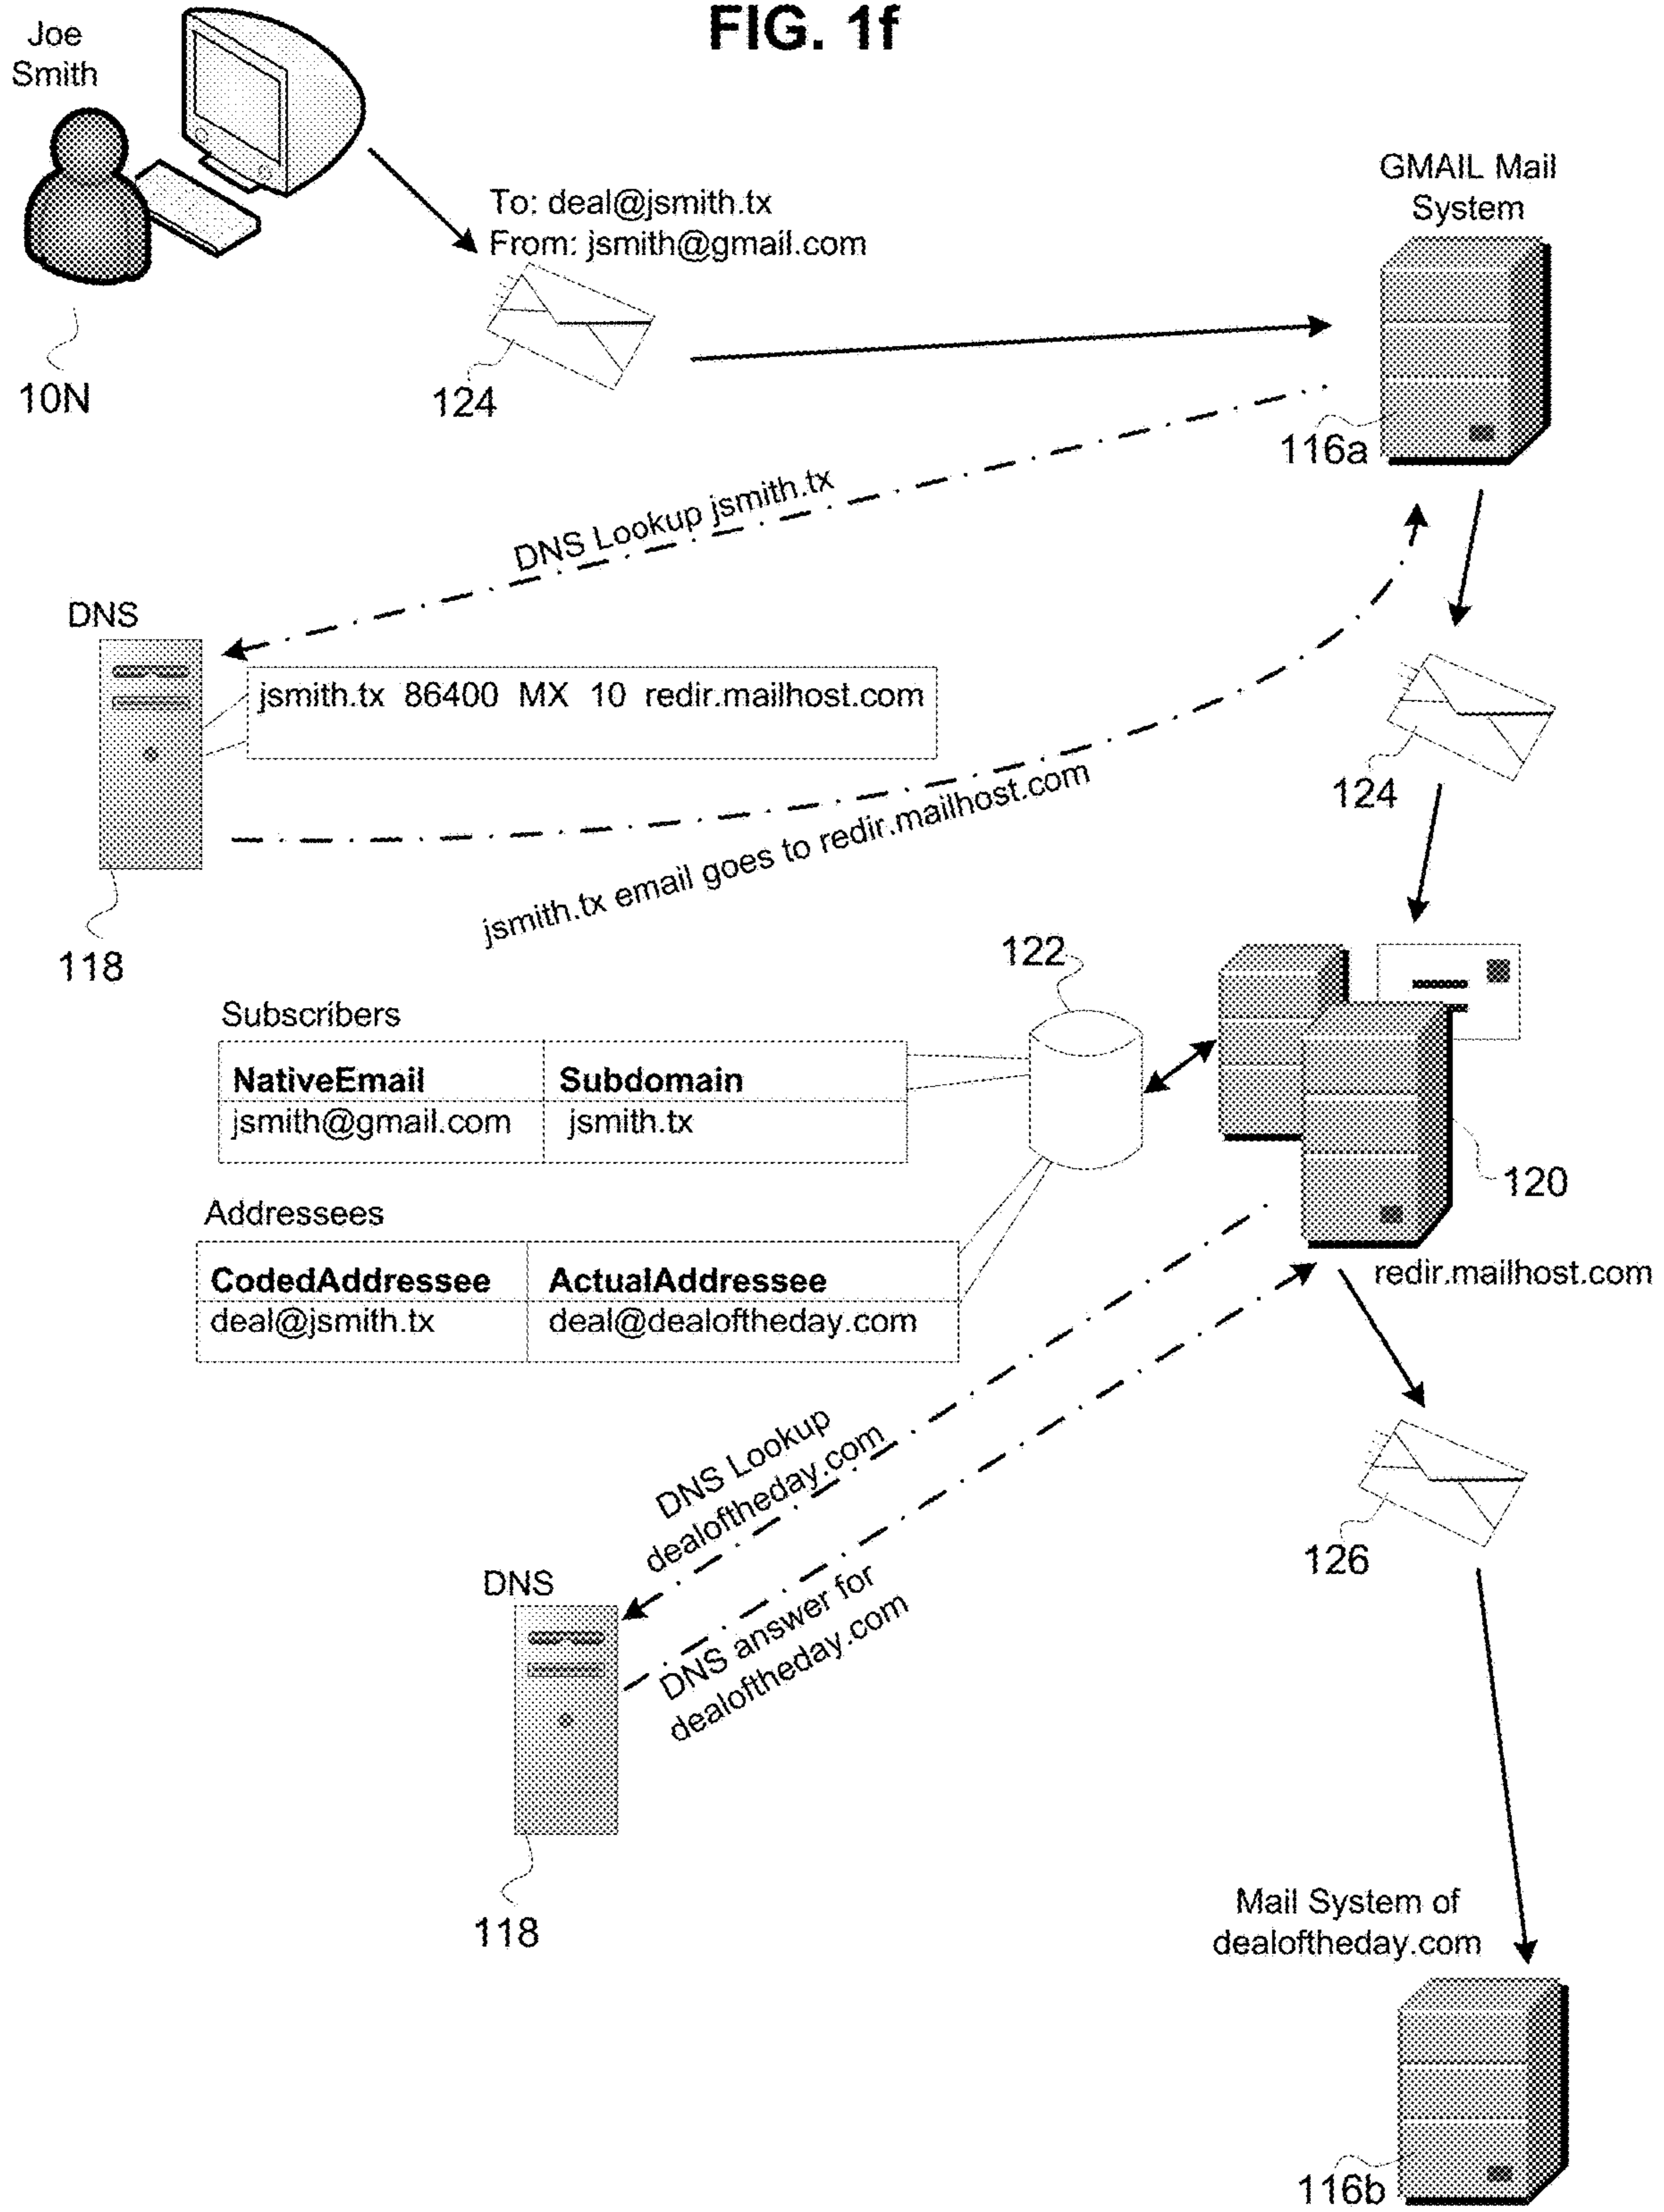 FIG. 1f
Joe
Smith
To: deal@jsmith.tx
From: jsmith@gmail.com
GMAIL Mail
System
10N
124
116a
DNS Lookup jsmith.tx
DNS
jsmith.tx 86400 MX 10 redir.mailhost.com
124
jsmith.tx email goes to redir.mailhost.com
118
122
Subscribers
NativeEmail Subdomain
jsmith@gmail.com jsmith.tx
120
Addressees
CodedAddressee ActualAddressee
deal@jsmith.tx deal@dealoftheday.com
redir.mailhost.com
DNS Lookup
dealoftheday.com
126
DNS
DNS answer for
dealoftheday.com
118
Mail System of
dealoftheday.com
116b